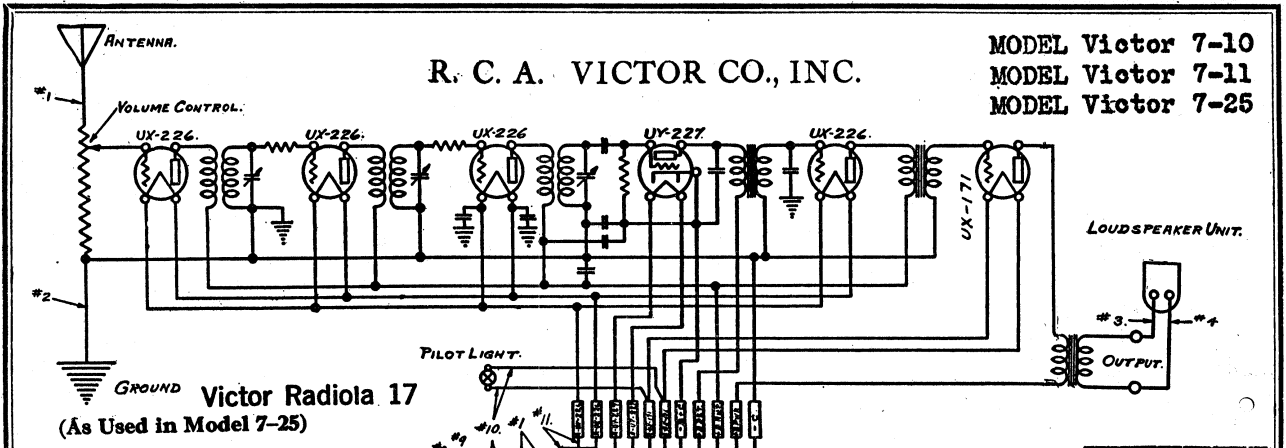 ANTENNA.
MODEL Victor 7-10
R. C. A. VICTOR CO., INC.
MODEL Victor 7-11
MODEL Victor 7-25
#1
VOLUME CONTROL.
UX-226. UX-226. UX-226 UY-227. UX-226.
UX-171
LOUDSPEAKER UNIT.
#2
#3. #4
PILOT LIGHT.
OUTPUT.
GROUND
Victor Radiola 17
(As Used in Model 7-25)
#9 #10. #1 #11.